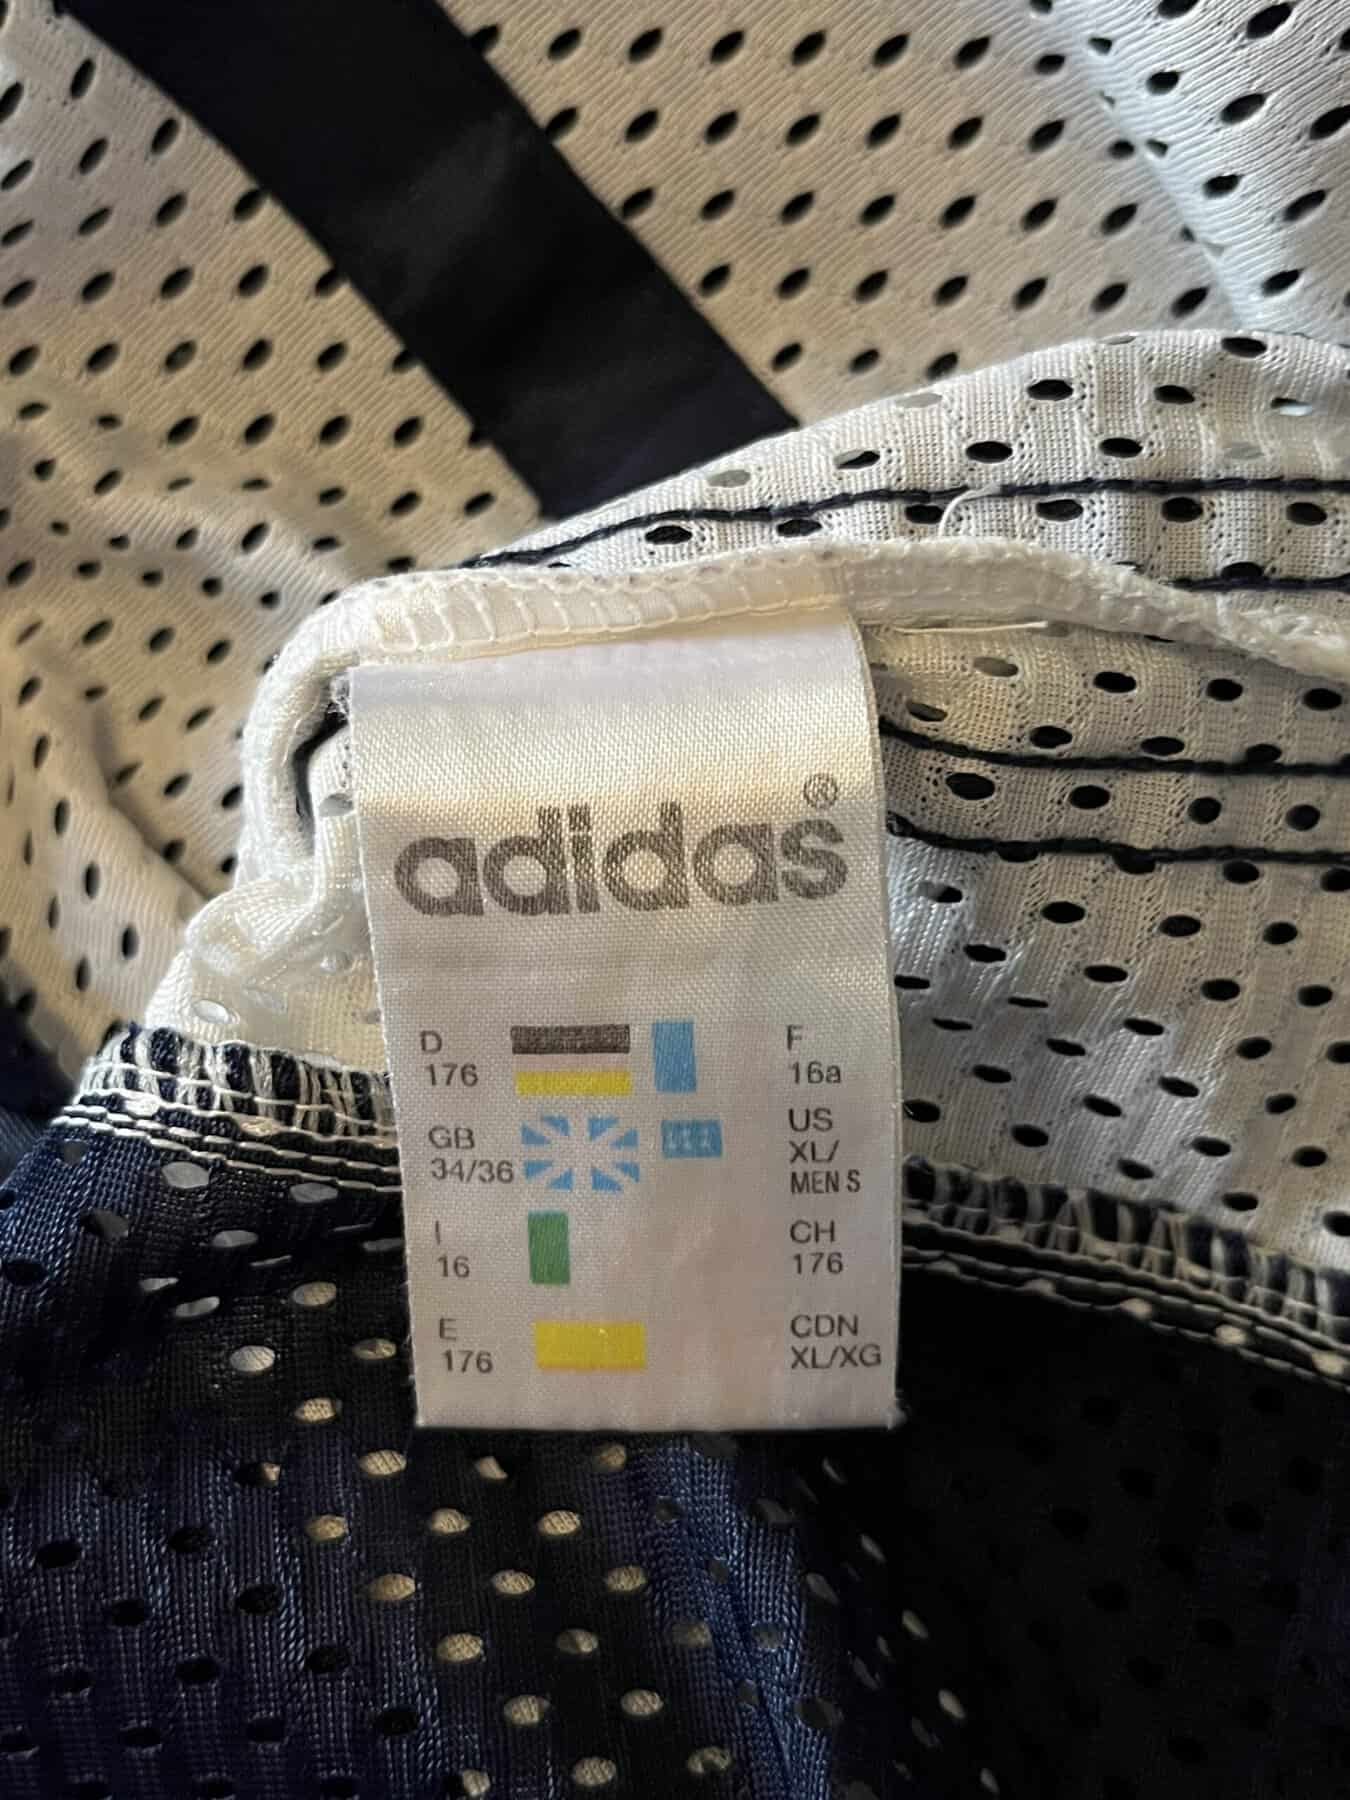 adidas®
D
176
F
16a
GB
34/36
US
XL/
MEN S
I
16
CH
176
E
176
CDN
XL/XG